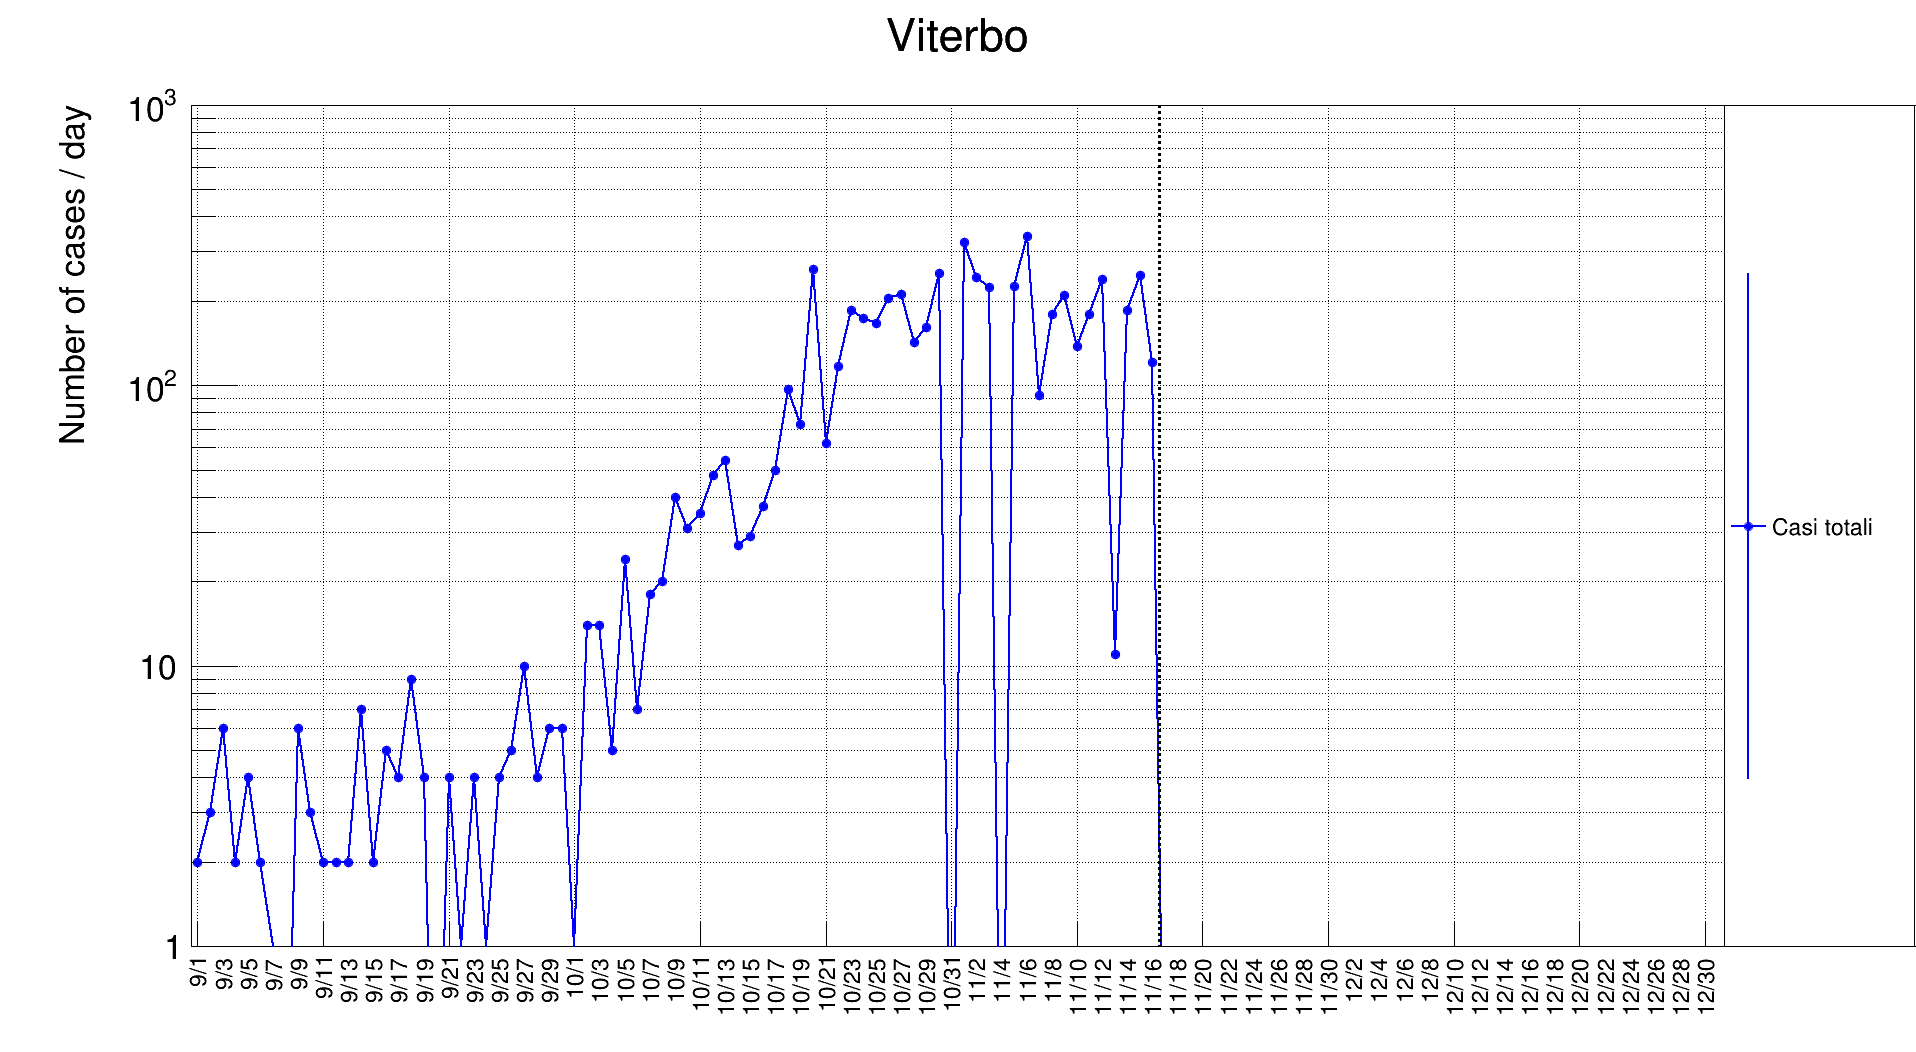 Viterbo
Number of cases / day
10³
10²
10
1
9/1 9/3 9/5 9/7 9/9 9/11 9/13 9/15 9/17 9/19 9/21 9/23 9/25 9/27 9/29 10/1 10/3 10/5 10/7 10/9 10/11 10/13 10/15 10/17 10/19 10/21 10/23 10/25 10/27 10/29 10/31 11/2 11/4 11/6 11/8 11/10 11/12 11/14 11/16 11/18 11/20 11/22 11/24 11/26 11/28 11/30 12/2 12/4 12/6 12/8 12/10 12/12 12/14 12/16 12/18 12/20 12/22 12/24 12/26 12/28 12/30
Casi totali